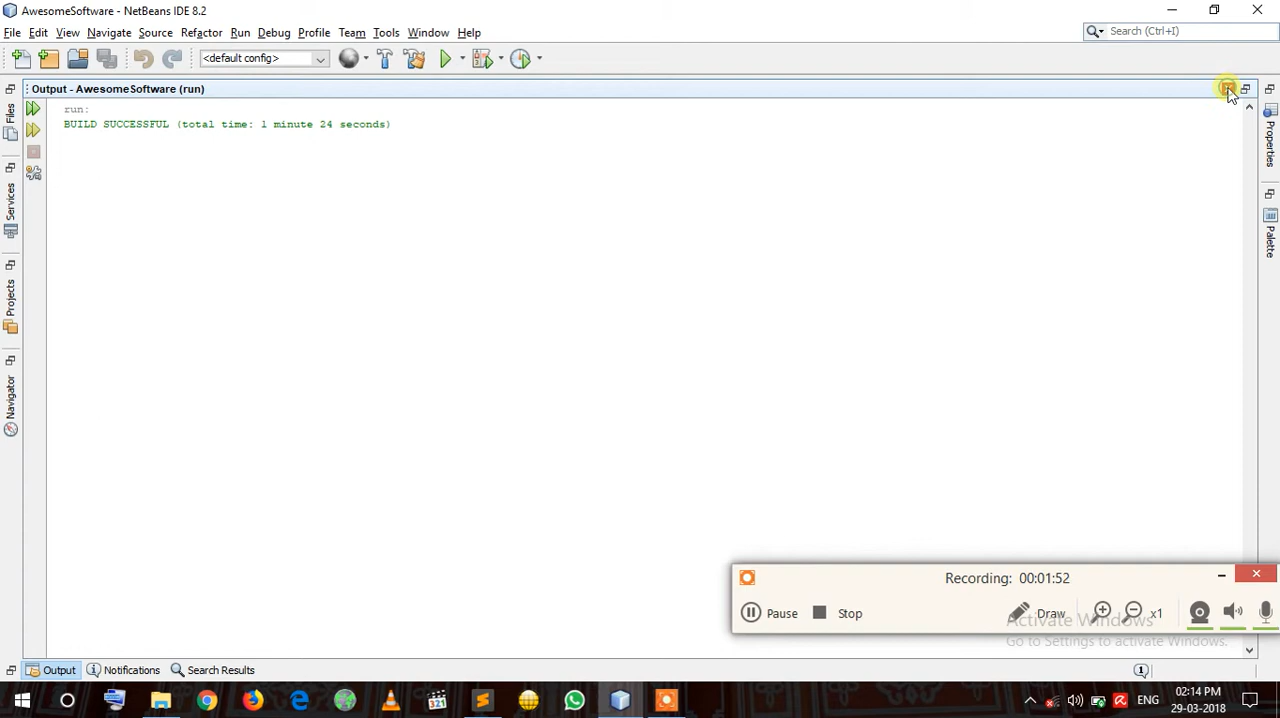 AwesomeSoftware - NetBeans IDE 8.2
File Edit View Navigate Source Refactor Run Debug Profile Team Tools Window Help
Search (Ctrl+I)
<default config>
Output - AwesomeSoftware (run)
run:
BUILD SUCCESSFUL (total time: 1 minute 24 seconds)
Files
Services
Projects
Navigator
Properties
Palette
Recording: 00:01:52
Pause Stop Draw x1
Activate Windows
Go to Settings to activate Windows.
Output Notifications Search Results
321
ENG
02:14 PM
29-03-2018